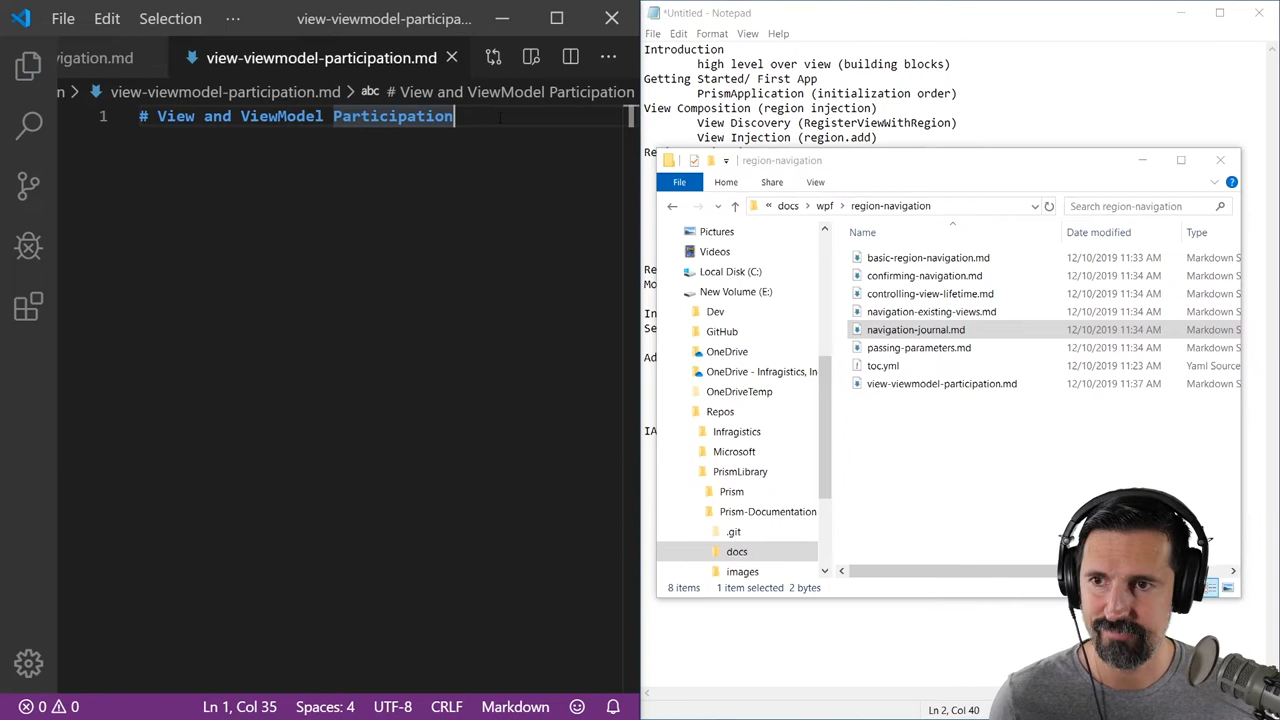 File Edit Selection ··· view-viewmodel-participa...
vigation.md view-viewmodel-participation.md
n > view-viewmodel-participation.md > abc # View and ViewModel Participation
1 # View and ViewModel Participation
0 0 Ln 1, Col 35 Spaces: 4 UTF-8 CRLF Markdown
*Untitled - Notepad
File Edit Format View Help
Introduction
high level over view (building blocks)
Getting Started/ First App
PrismApplication (initialization order)
View Composition (region injection)
View Discovery (RegisterViewWithRegion)
View Injection (region.add)
Re
Re
Mo
In
Se
Ad
IA
Ln 2, Col 40
region-navigation
File Home Share View
« docs > wpf > region-navigation Search region-navigation
Pictures
Videos
Local Disk (C:)
New Volume (E:)
Dev
GitHub
OneDrive
OneDrive - Infragistics, In
OneDriveTemp
Repos
Infragistics
Microsoft
PrismLibrary
Prism
Prism-Documentation
.git
docs
images
Name Date modified Type
basic-region-navigation.md 12/10/2019 11:33 AM Markdown S
confirming-navigation.md 12/10/2019 11:34 AM Markdown S
controlling-view-lifetime.md 12/10/2019 11:34 AM Markdown S
navigation-existing-views.md 12/10/2019 11:34 AM Markdown S
navigation-journal.md 12/10/2019 11:34 AM Markdown S
passing-parameters.md 12/10/2019 11:34 AM Markdown S
toc.yml 12/10/2019 11:23 AM Yaml Source
view-viewmodel-participation.md 12/10/2019 11:37 AM Markdown S
8 items 1 item selected 2 bytes